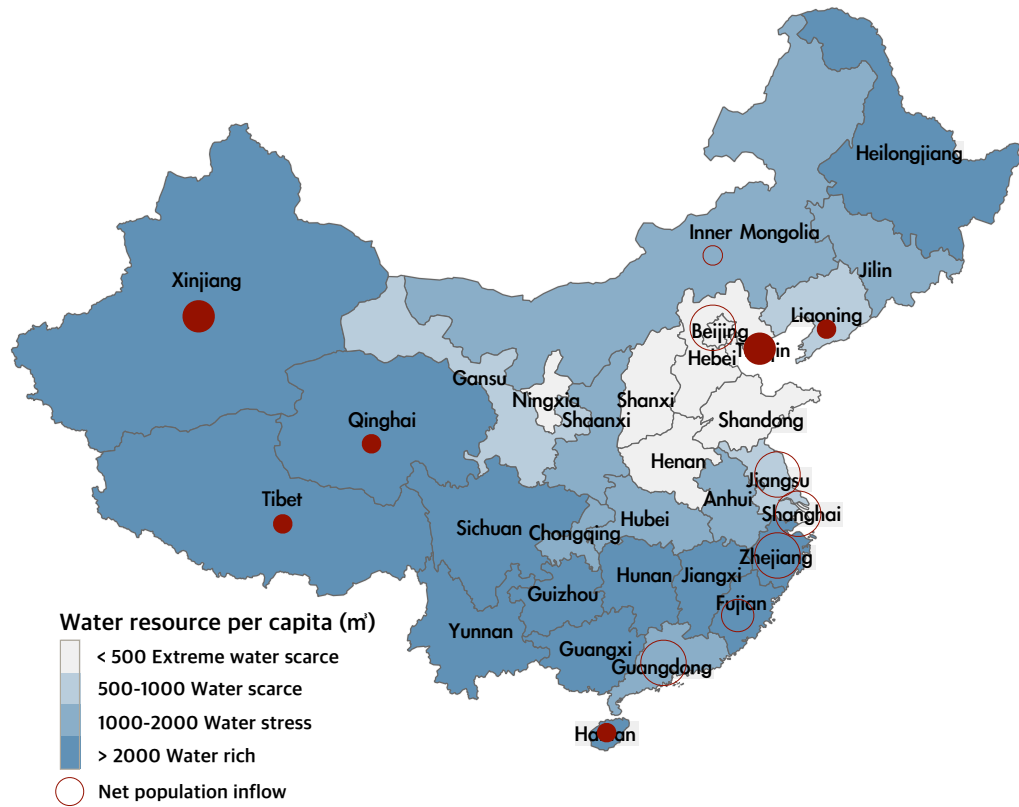 Heilongjiang
Inner Mongolia
Jilin
Xinjiang
Liaoning
Beijing
Tianjin
Hebei
Gansu
Ningxia
Shanxi
Shaanxi
Shandong
Qinghai
Henan
Jiangsu
Tibet
Anhui
Shanghai
Sichuan
Chongqing
Hubei
Zhejiang
Hunan
Jiangxi
Guizhou
Fujian
Yunnan
Guangxi
Guangdong
Hainan
Water resource per capita (㎥)
< 500 Extreme water scarce
500-1000 Water scarce
1000-2000 Water stress
> 2000 Water rich
Net population inflow